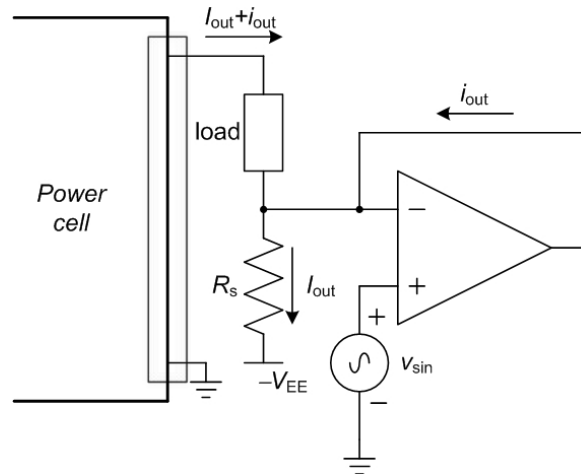 I_out+i_out
i_out
load
Power
cell
−
+
R_s
I_out
+
v_sin
−V_EE
−